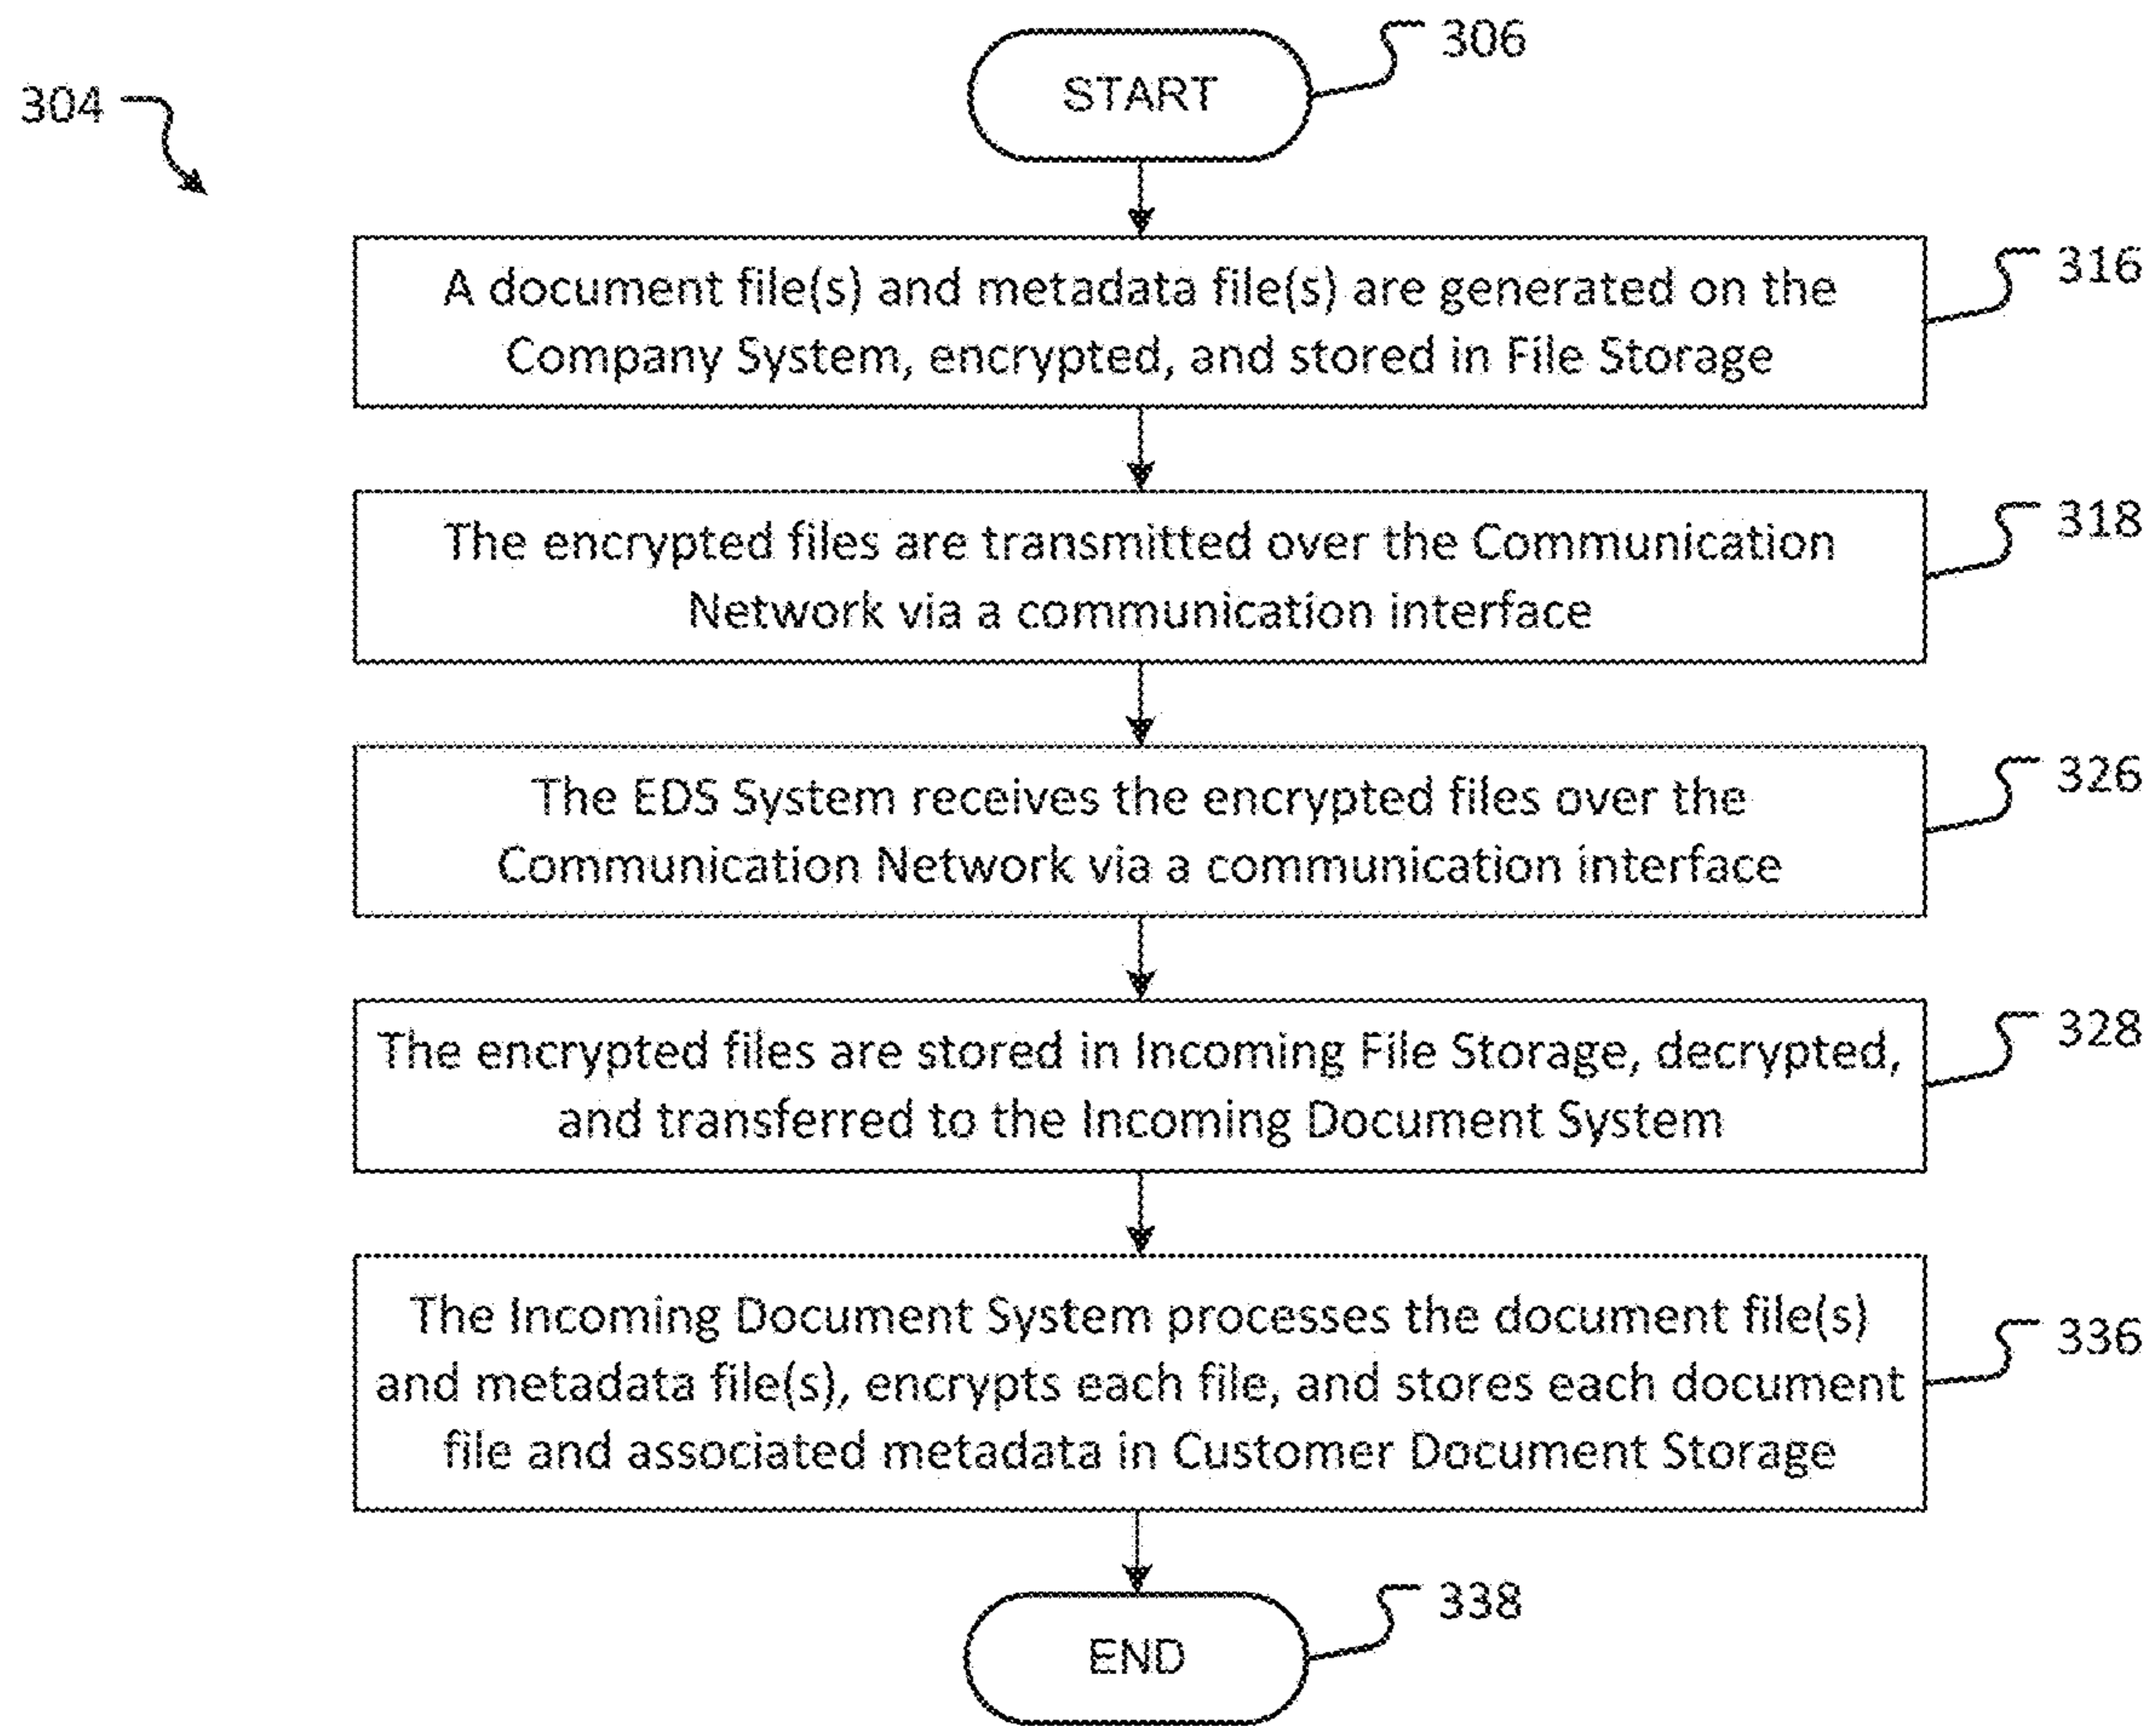 306
START
304
A document file(s) and metadata file(s) are generated on the
Company System, encrypted, and stored in File Storage
316
The encrypted files are transmitted over the Communication
Network via a communication interface
318
The EDS System receives the encrypted files over the
Communication Network via a communication interface
326
The encrypted files are stored in Incoming File Storage, decrypted,
and transferred to the Incoming Document System
328
The Incoming Document System processes the document file(s)
and metadata file(s), encrypts each file, and stores each document
file and associated metadata in Customer Document Storage
336
END
338